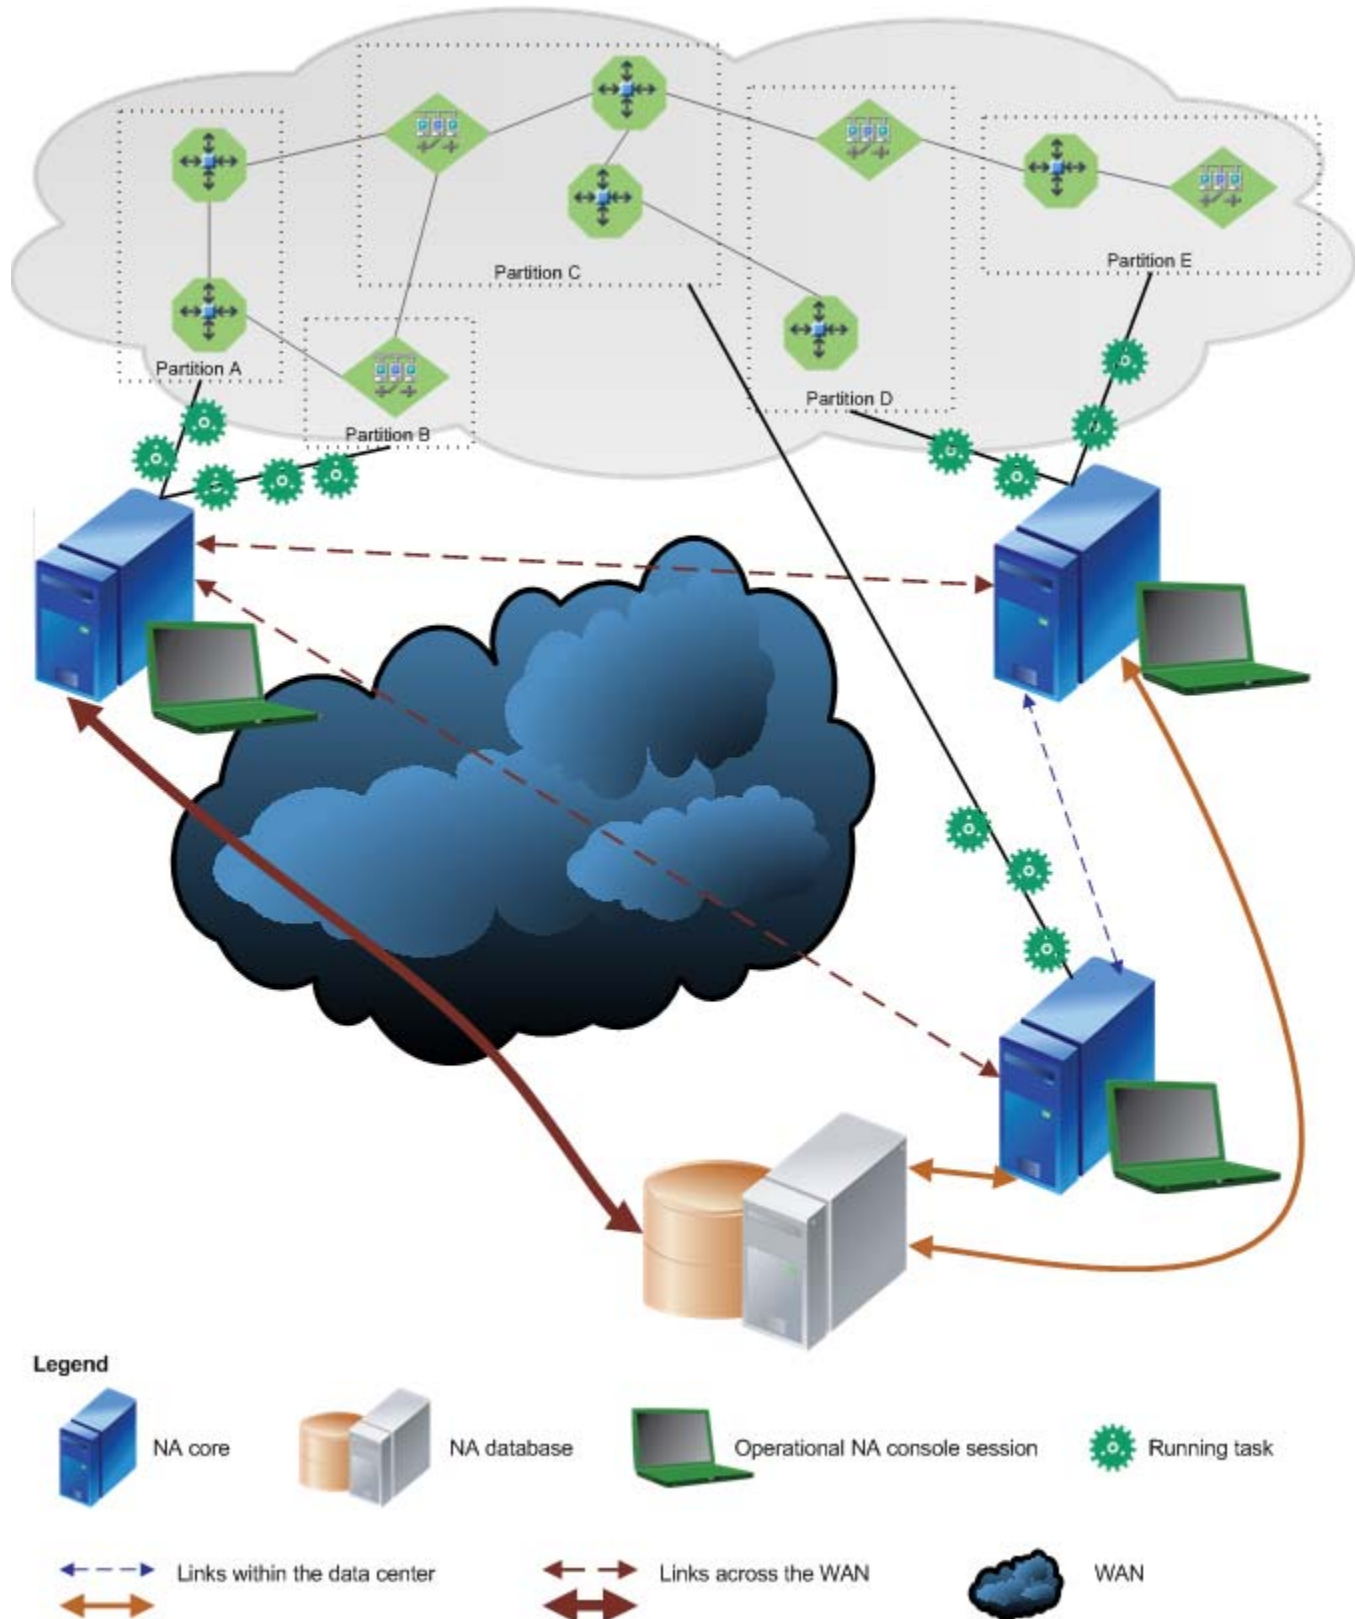 Partition C
Partition E
Partition A
Partition D
Partition B
Legend
NA core
NA database
Operational NA console session
Running task
Links within the data center
Links across the WAN
WAN